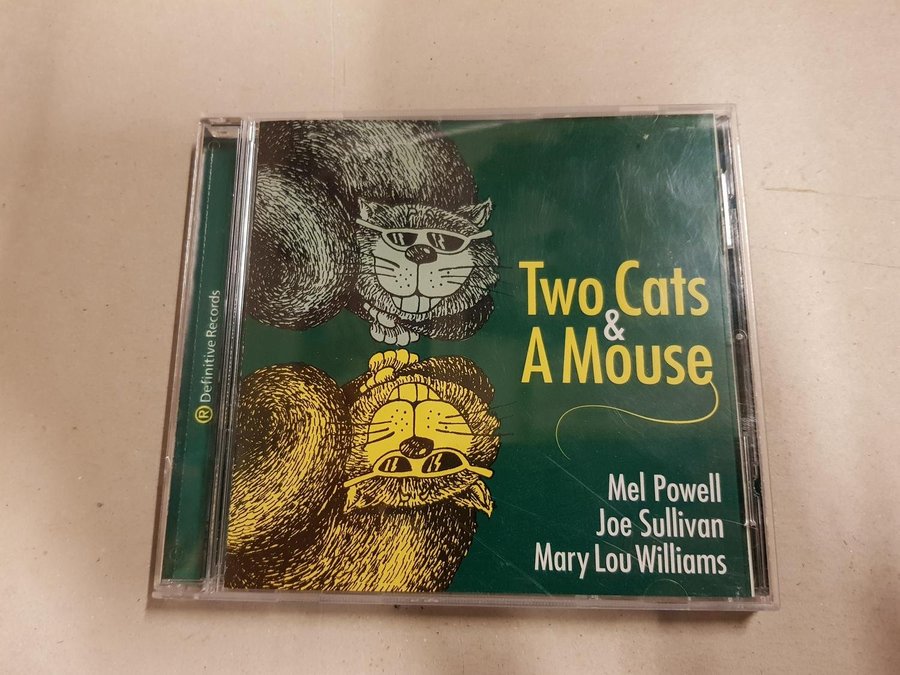 ® Definitive Records
Two Cats
&
A Mouse
Mel Powell
Joe Sullivan
Mary Lou Williams